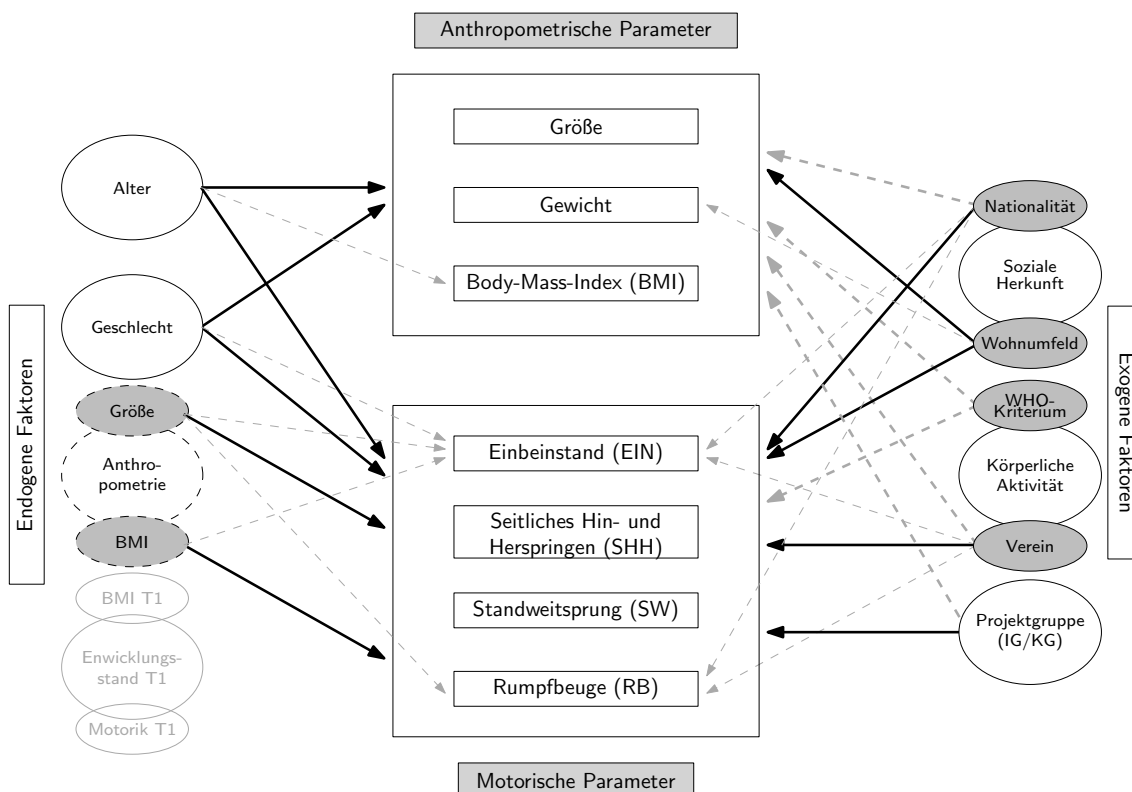 Anthropometrische Parameter
Größe
Gewicht
Body-Mass-Index (BMI)
Endogene Faktoren
Alter
Geschlecht
Größe
Anthro-
pometrie
BMI
BMI T1
Enwicklungs-
stand T1
Motorik T1
Einbeinstand (EIN)
Seitliches Hin- und
Herspringen (SHH)
Standweitsprung (SW)
Rumpfbeuge (RB)
Nationalität
Soziale
Herkunft
Wohnumfeld
WHO-
Kriterium
Körperliche
Aktivität
Verein
Projektgruppe
(IG/KG)
Exogene Faktoren
Motorische Parameter